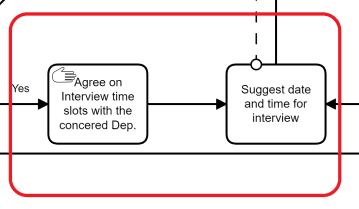 Yes
Agree on
Interview time
slots with the
concered Dep.
Suggest date
and time for
interview